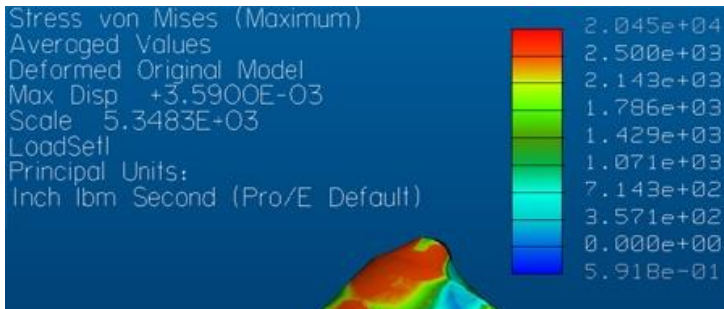 Stress von Mises (Maximum)
Averaged Values
Deformed Original Model
Max Disp +3.5900E-03
Scale 5.3483E+03
LoadSetl
Principal Units:
Inch lbm Second (Pro/E Default)
2.045e+04
2.500e+03
2.143e+03
1.786e+03
1.429e+03
1.071e+03
7.143e+02
3.571e+02
0.000e+00
5.918e-01